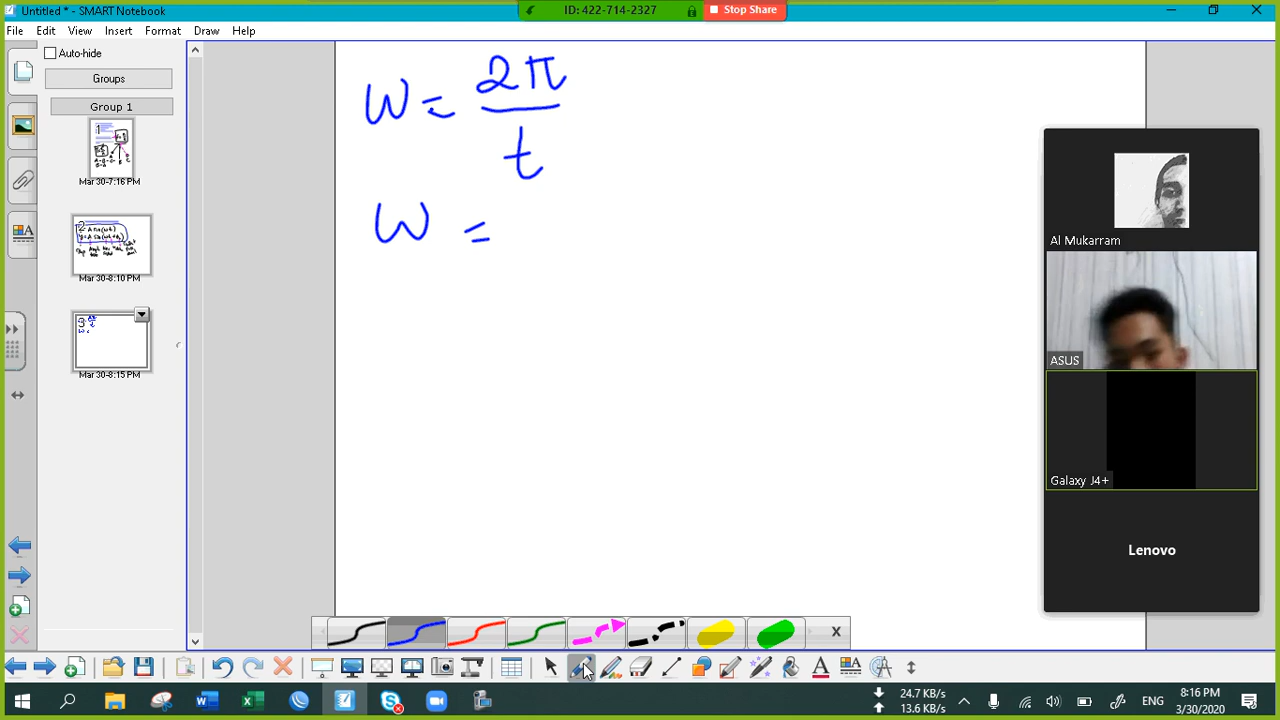 Untitled * - SMART Notebook
ID: 422-714-2327
Stop Share
File Edit View Insert Format Draw Help
Auto-hide
Groups
Group 1
Mar 30-7:16 PM
Mar 30-8:10 PM
Mar 30-8:15 PM
W = 2π
t
W =
Al Mukarram
ASUS
Galaxy J4+
Lenovo
X
24.7 KB/s
13.6 KB/s
ENG
8:16 PM
3/30/2020